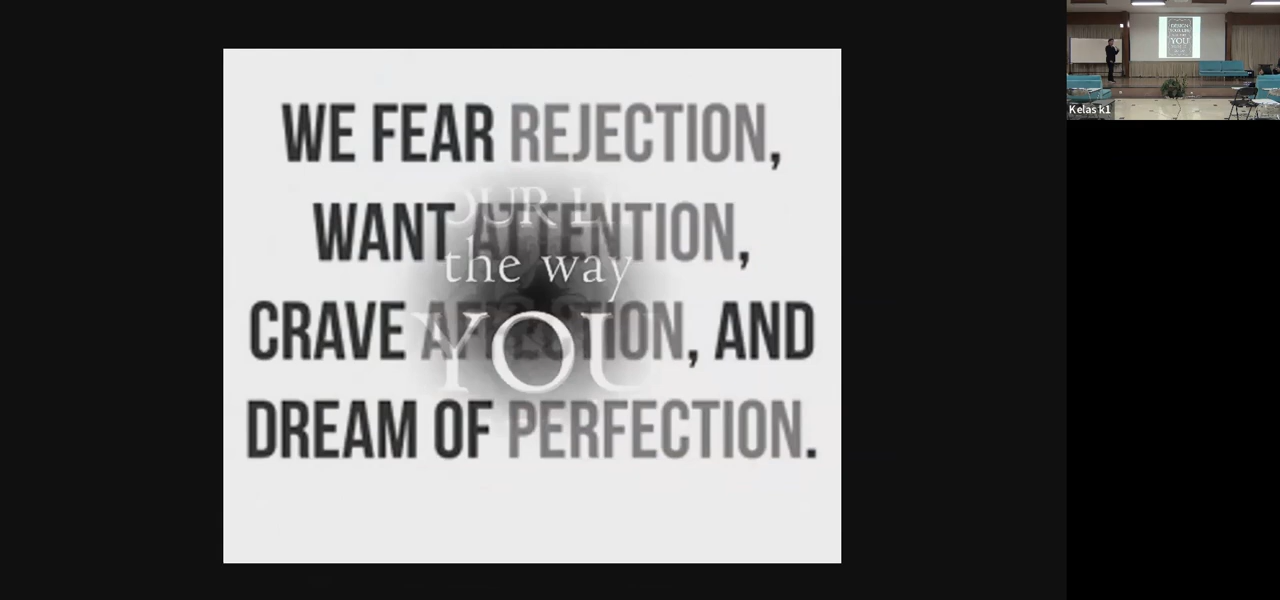 WE FEAR REJECTION,
WANT ATTENTION,
CRAVE AFFECTION, AND
DREAM OF PERFECTION.
the way
YOU
Kelas k1